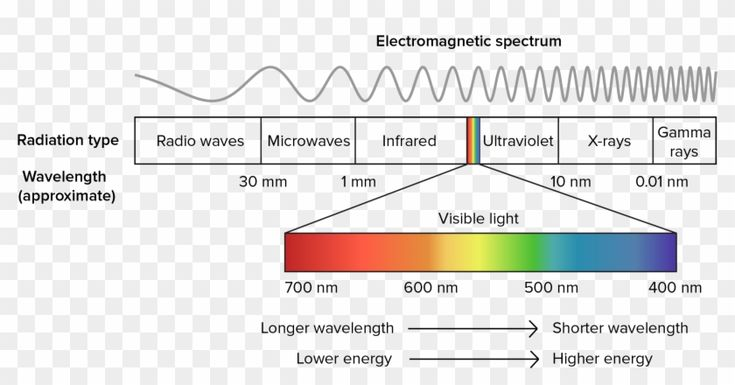 Electromagnetic spectrum
Radiation type
Radio waves
Microwaves
Infrared
Ultraviolet
X-rays
Gamma
rays
Wavelength
(approximate)
30 mm
1 mm
10 nm
0.01 nm
Visible light
700 nm
600 nm
500 nm
400 nm
Longer wavelength
Shorter wavelength
Lower energy
Higher energy